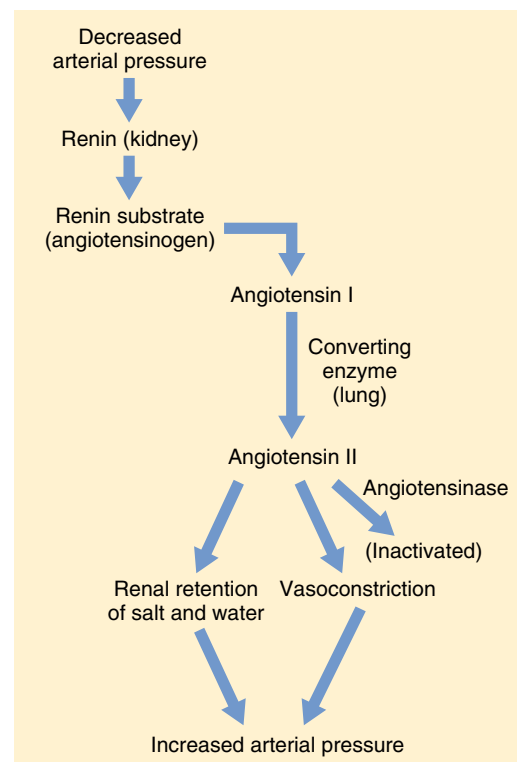 Decreased
arterial pressure
Renin (kidney)
Renin substrate
(angiotensinogen)
Angiotensin I
Converting
enzyme
(lung)
Angiotensin II
Angiotensinase
(Inactivated)
Renal retention
of salt and water
Vasoconstriction
Increased arterial pressure